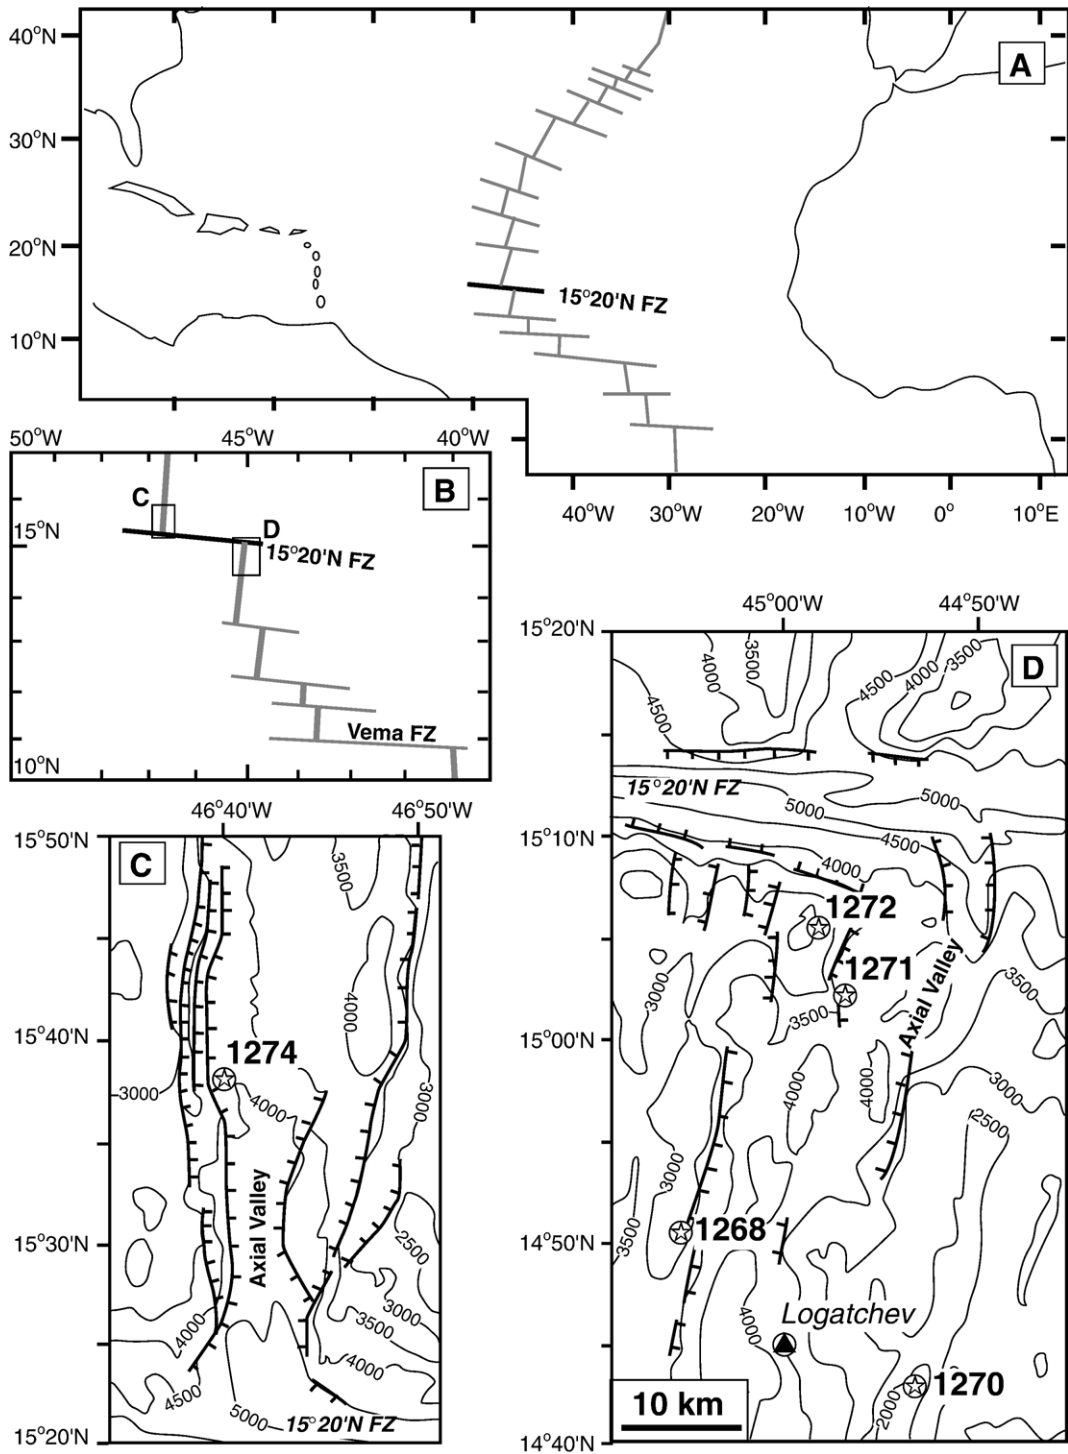 40°N
30°N
20°N
10°N
A
15°20'N FZ
40°W
30°W
20°W
10°W
0°
10°E
50°W
45°W
40°W
15°N
10°N
B
C
D
15°20'N FZ
Vema FZ
46°40'W
46°50'W
15°50'N
15°40'N
15°30'N
15°20'N
C
3500
4000
3000
3000
1274
4000
Axial Valley
2500
3000
3500
4000
4000
4500
5000
15°20'N FZ
45°00'W
44°50'W
15°20'N
15°10'N
15°00'N
14°50'N
14°40'N
D
3500
4000
4500
4500
4000
3500
15°20'N FZ
5000
5000
4500
4000
1272
1271
3000
3500
Axial Valley
3500
4000
4000
3000
2500
3000
3500
1268
Logatchev
4000
1270
2000
10 km